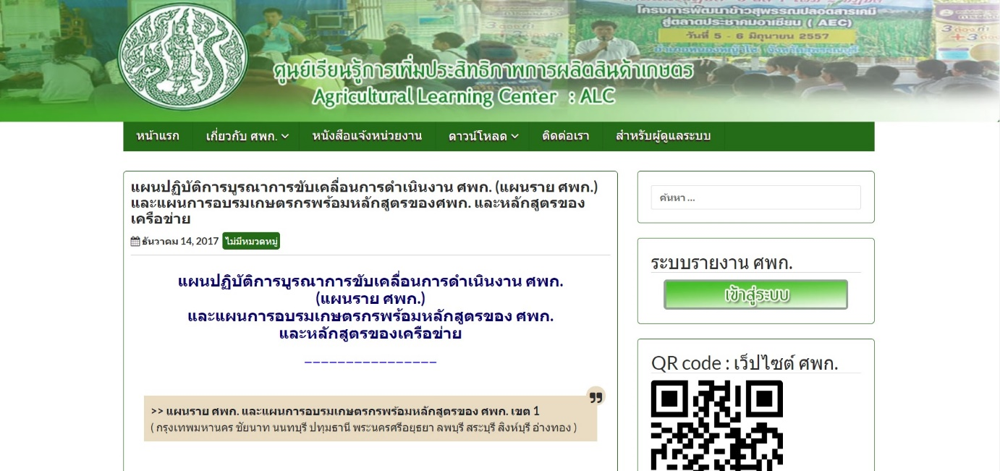 โครงการพัฒนาข้าวสุพรรณปลอดสารเคมี
สู่ตลาดประชาคมอาเซียน ( AEC)
วันที่ 5 - 6 มิถุนายน 2557
ศูนย์เรียนรู้การเพิ่มประสิทธิภาพการผลิตสินค้าเกษตร
Agricultural Learning Center : ALC
หน้าแรก เกี่ยวกับ ศพก. หนังสือแจ้งหน่วยงาน ดาวน์โหลด ติดต่อเรา สำหรับผู้ดูแลระบบ
แผนปฏิบัติการบูรณาการขับเคลื่อนการดำเนินงาน ศพก. (แผนราย ศพก.)
และแผนการอบรมเกษตรกรพร้อมหลักสูตรของศพก. และหลักสูตรของ
เครือข่าย
ธันวาคม 14, 2017 ไม่มีหมวดหมู่
แผนปฏิบัติการบูรณาการขับเคลื่อนการดำเนินงาน ศพก.
(แผนราย ศพก.)
และแผนการอบรมเกษตรกรพร้อมหลักสูตรของ ศพก.
และหลักสูตรของเครือข่าย
________________
>> แผนราย ศพก. และแผนการอบรมเกษตรกรพร้อมหลักสูตรของ ศพก. เขต 1
( กรุงเทพมหานคร ชัยนาท นนทบุรี ปทุมธานี พระนครศรีอยุธยา ลพบุรี สระบุรี สิงห์บุรี อ่างทอง )
ค้นหา ...
ระบบรายงาน ศพก.
เข้าสู่ระบบ
QR code : เว็ปไซต์ ศพก.